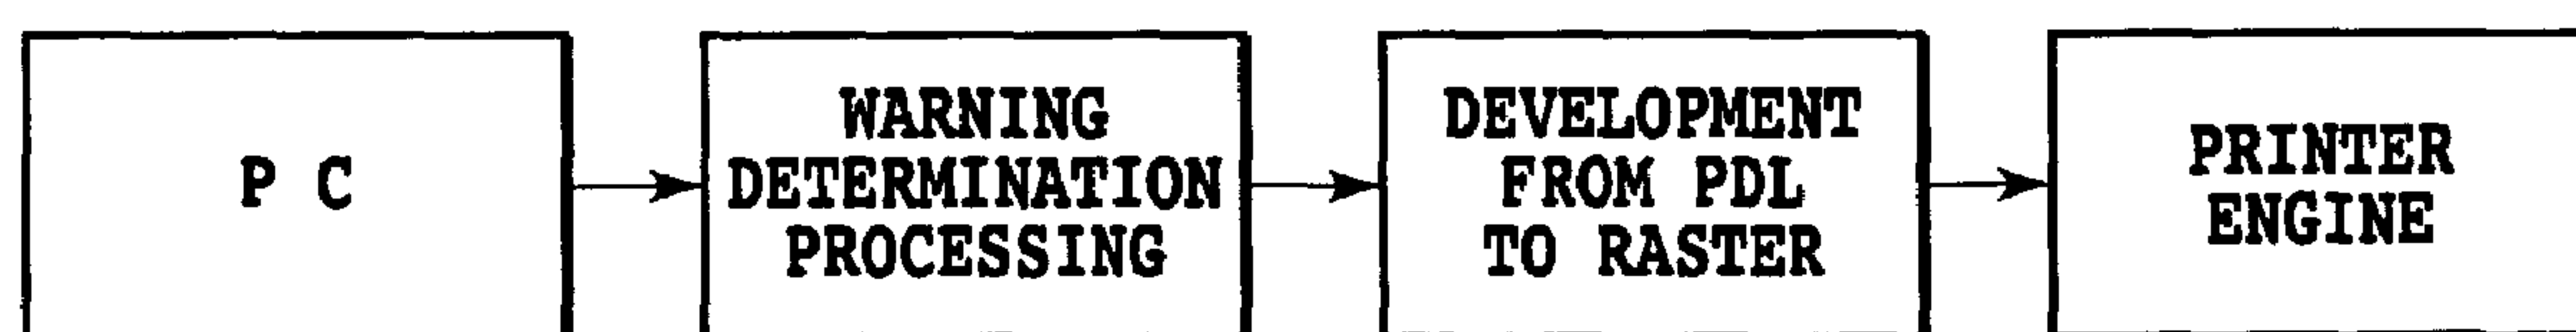 P C
WARNING
DETERMINATION
PROCESSING
DEVELOPMENT
FROM PDL
TO RASTER
PRINTER
ENGINE